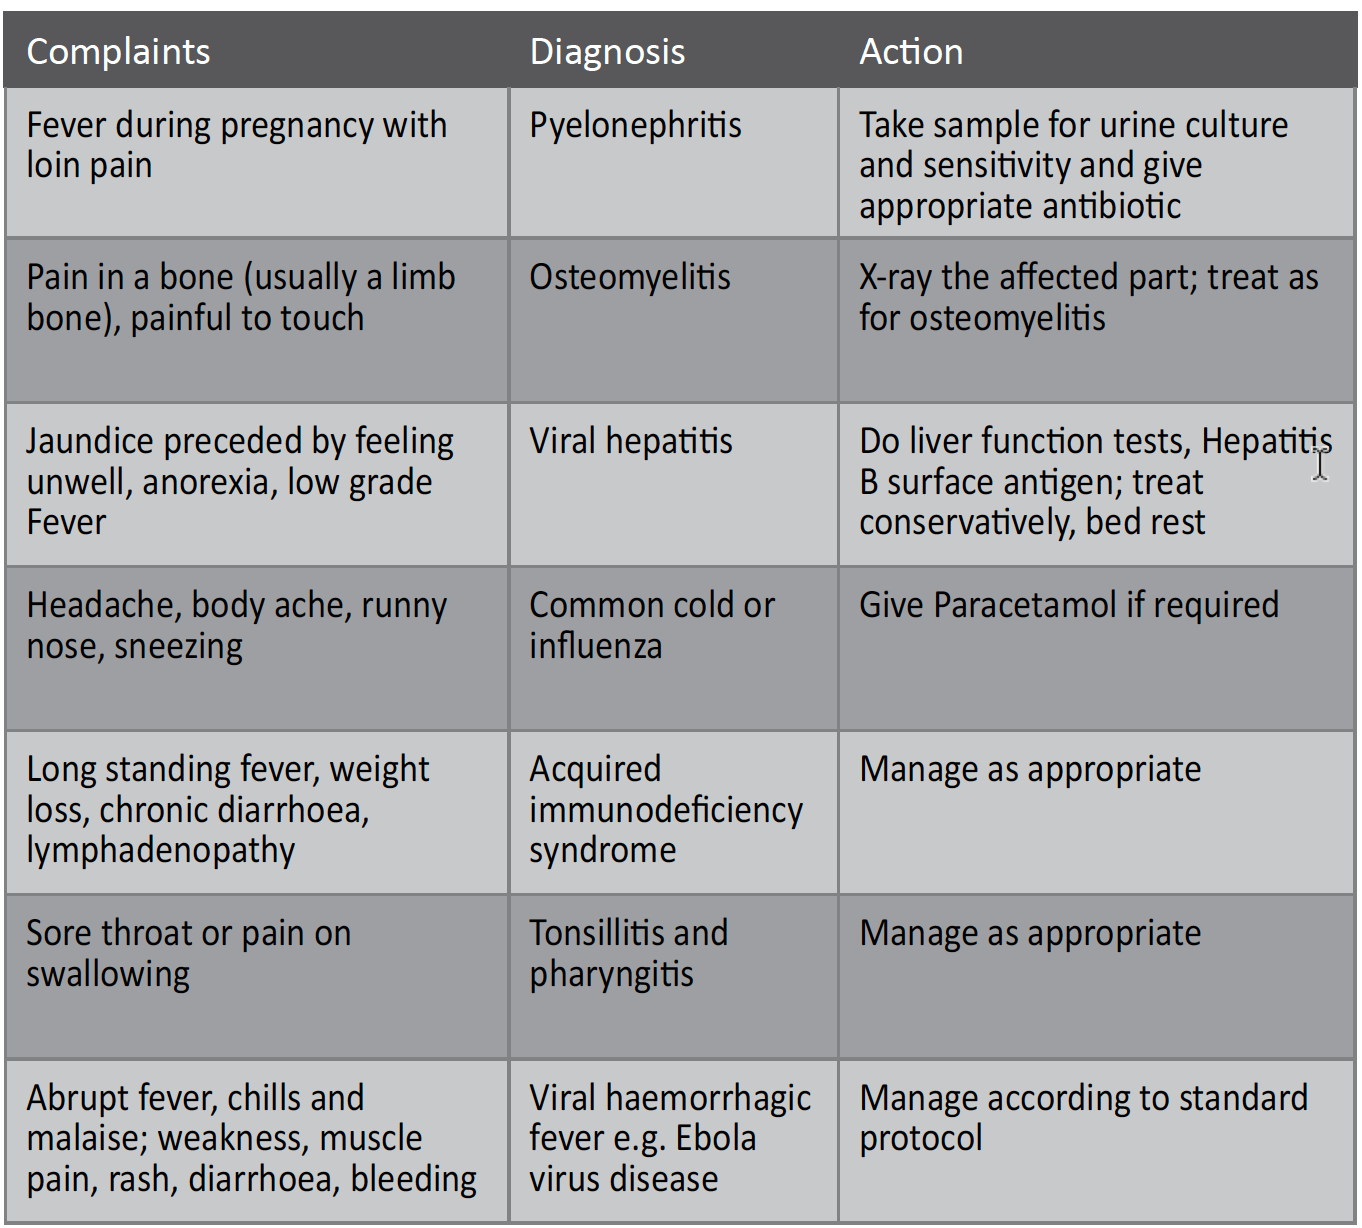 Complaints Diagnosis Action
Fever during pregnancy with Pyelonephritis Take sample for urine culture
loin pain and sensitivity and give
appropriate antibiotic
Pain in a bone (usually a limb Osteomyelitis X-ray the affected part; treat as
bone), painful to touch for osteomyelitis
Jaundice preceded by feeling Viral hepatitis Do liver function tests, Hepatitis
unwell, anorexia, low grade B surface antigen; treat
Fever conservatively, bed rest
Headache, body ache, runny Common cold or Give Paracetamol if required
nose, sneezing influenza
Long standing fever, weight Acquired Manage as appropriate
loss, chronic diarrhoea, immunodeficiency
lymphadenopathy syndrome
Sore throat or pain on Tonsillitis and Manage as appropriate
swallowing pharyngitis
Abrupt fever, chills and Viral haemorrhagic Manage according to standard
malaise; weakness, muscle fever e.g. Ebola protocol
pain, rash, diarrhoea, bleeding virus disease